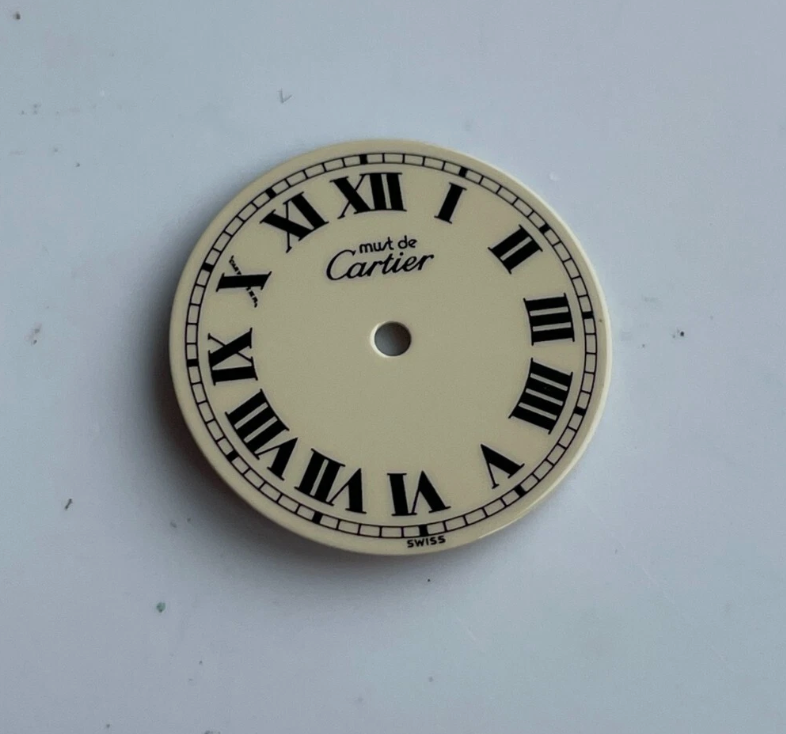 XII
I
II
III
IIII
V
VI
VII
VIII
IX
X
XI
must de
Cartier
SWISS